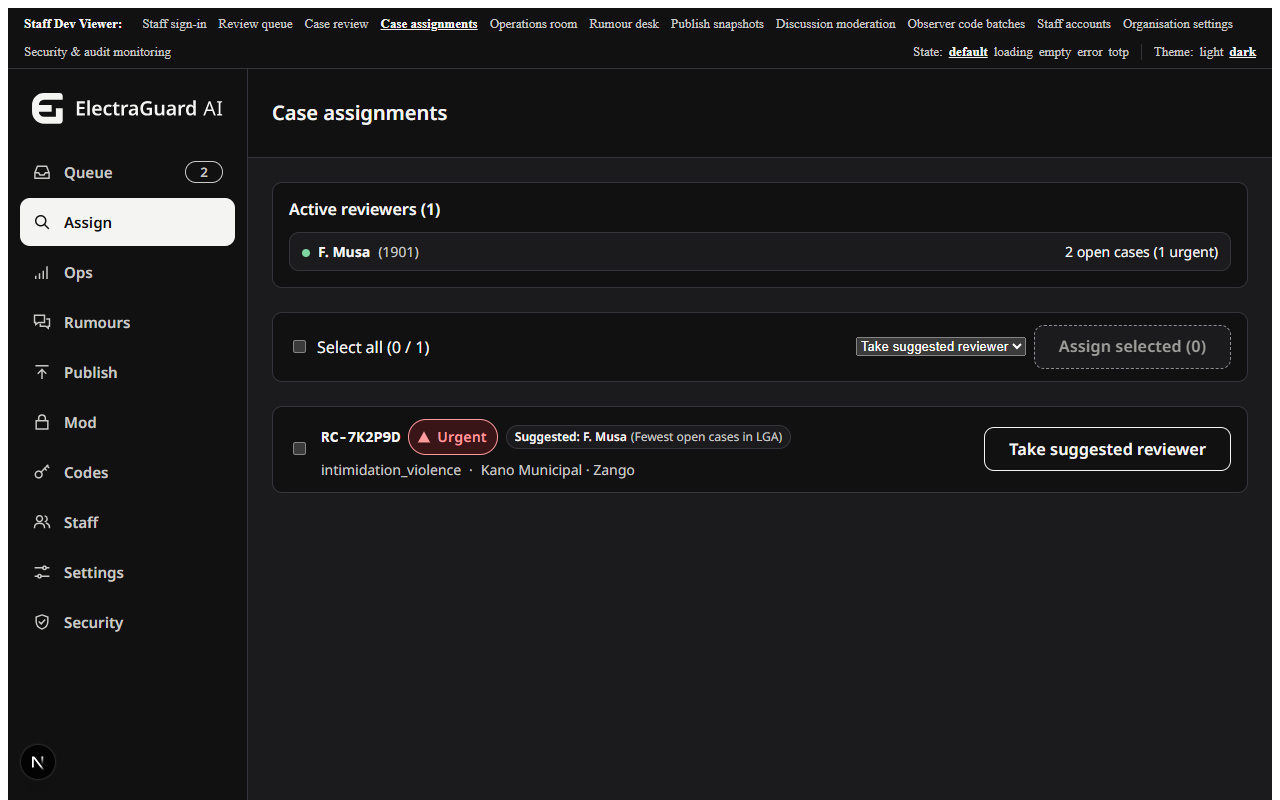 Staff Dev Viewer: Staff sign-in Review queue Case review Case assignments Operations room Rumour desk Publish snapshots Discussion moderation Observer code batches Staff accounts Organisation settings
Security & audit monitoring State: default loading empty error totp Theme: light dark
ElectraGuard AI
Case assignments
Queue 2
Assign
Ops
Rumours
Publish
Mod
Codes
Staff
Settings
Security
N
Active reviewers (1)
F. Musa (1901) 2 open cases (1 urgent)
Select all (0 / 1) Take suggested reviewer Assign selected (0)
RC-7K2P9D Urgent Suggested: F. Musa (Fewest open cases in LGA)
intimidation_violence · Kano Municipal · Zango
Take suggested reviewer